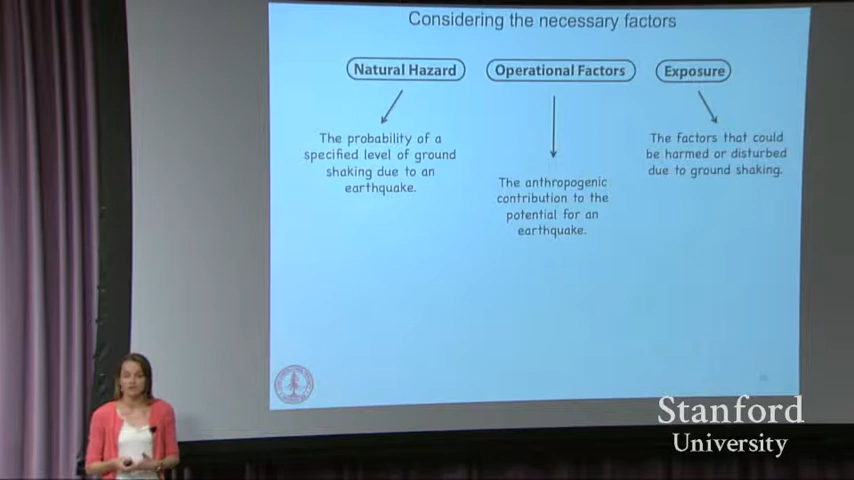 Considering the necessary factors
Natural Hazard
Operational Factors
Exposure
The probability of a
specified level of ground
shaking due to an
earthquake.
The anthropogenic
contribution to the
potential for an
earthquake.
The factors that could
be harmed or disturbed
due to ground shaking.
Stanford
University